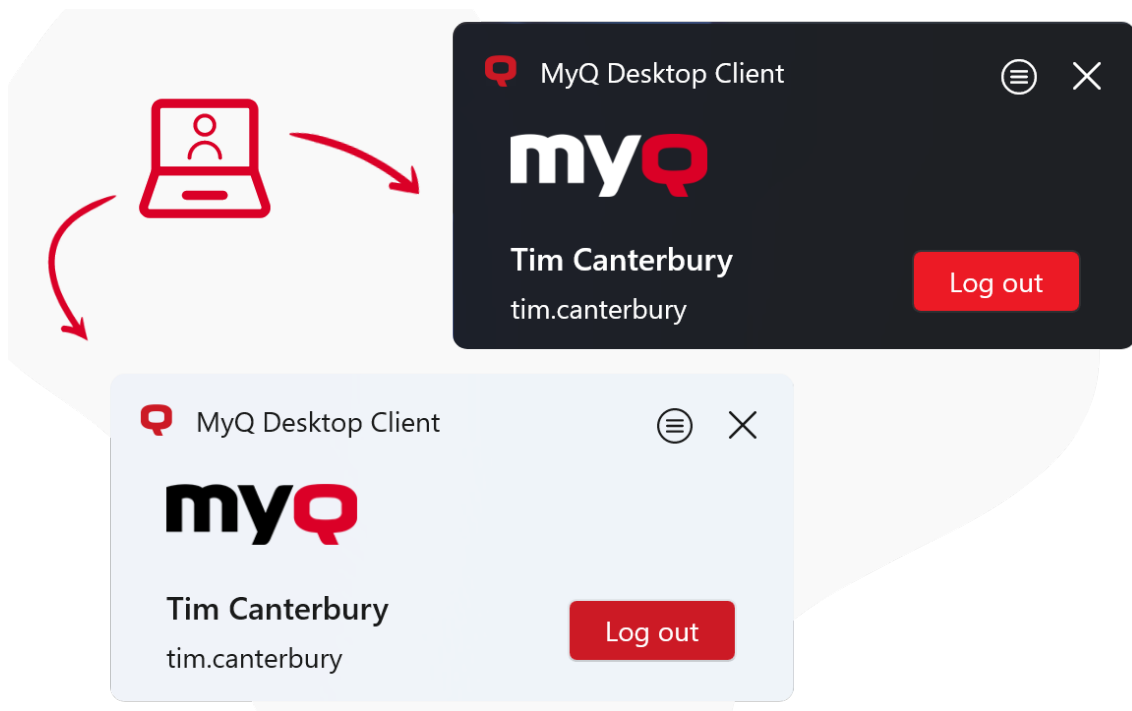 MyQ Desktop Client
myQ
Tim Canterbury
tim.canterbury
Log out
MyQ Desktop Client
myQ
Tim Canterbury
tim.canterbury
Log out